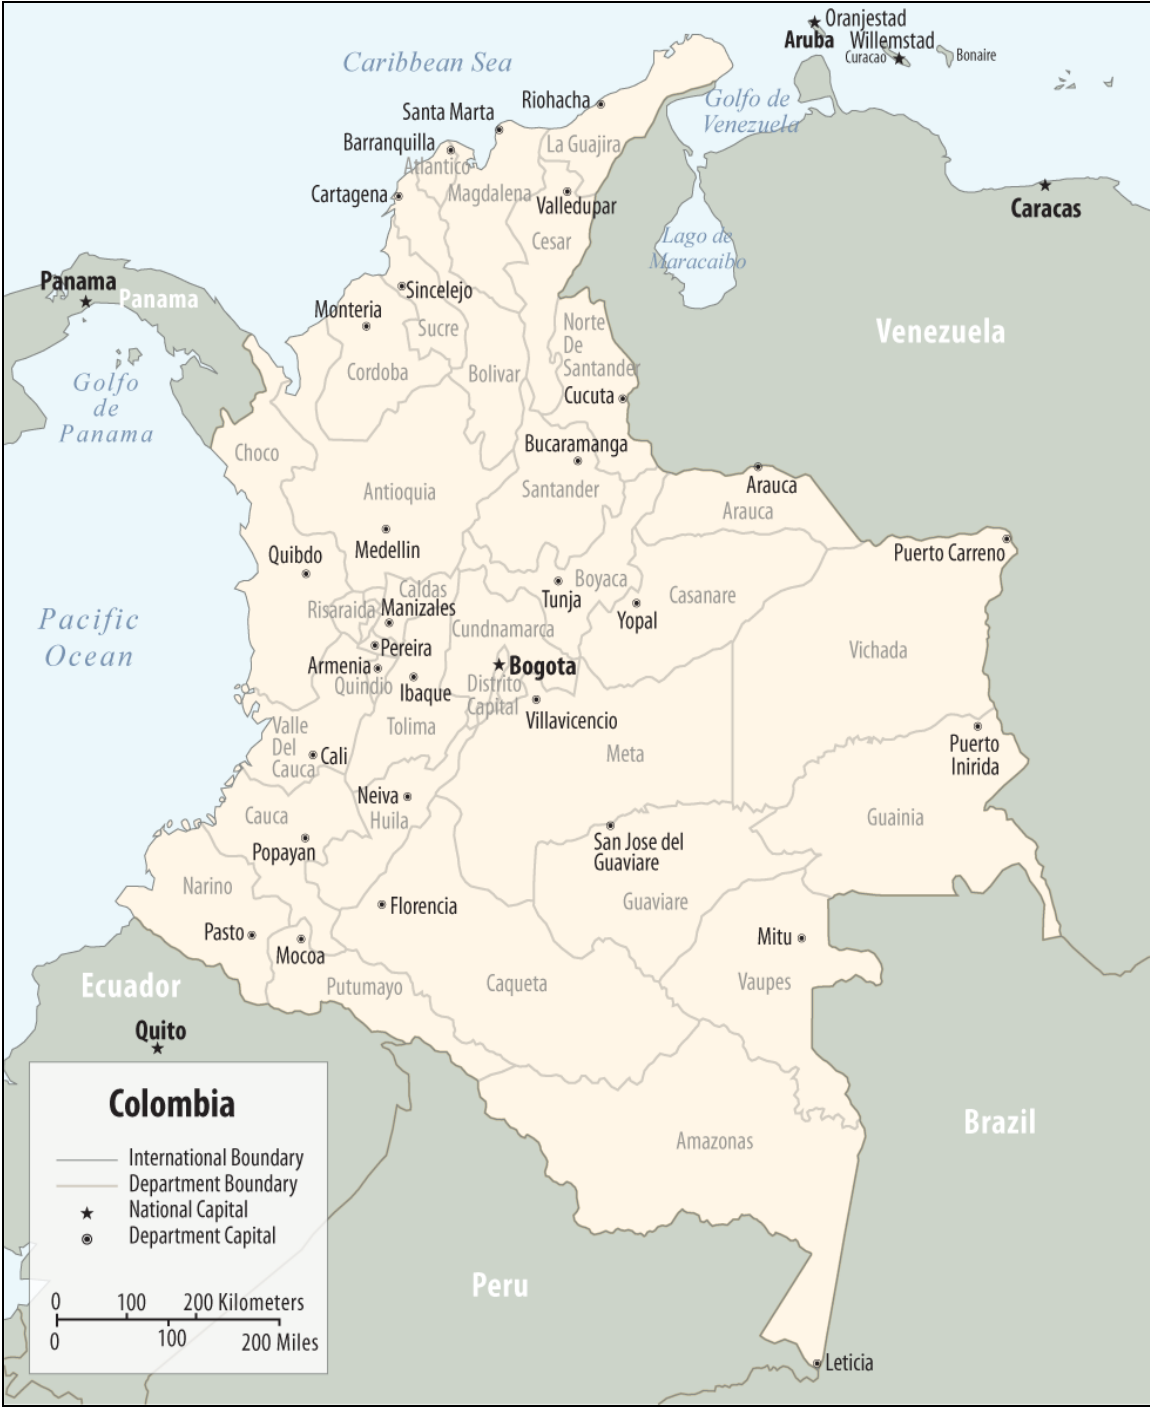 Oranjestad
Aruba
Willemstad
Curacao
Bonaire
Caribbean Sea
Riohacha
Golfo de
Venezuela
Santa Marta
Barranquilla
La Guajira
Atlantico
Cartagena
Magdalena
Valledupar
Caracas
Cesar
Lago de
Maracaibo
Panama
Panama
Sincelejo
Monteria
Sucre
Norte
De
Santander
Venezuela
Cordoba
Bolivar
Golfo
de
Panama
Cucuta
Bucaramanga
Choco
Antioquia
Santander
Arauca
Arauca
Medellin
Quibdo
Puerto Carreno
Caldas
Boyaca
Tunja
Casanare
Risaraida
Manizales
Yopal
Pacific
Ocean
Cundnamarca
Pereira
Armenia
Bogota
Vichada
Quindio
Ibaque
Distrito
Capital
Villavicencio
Valle
Del
Cauca
Tolima
Cali
Meta
Puerto
Inirida
Neiva
Huila
Cauca
Popayan
San Jose del
Guaviare
Guainia
Narino
Florencia
Guaviare
Pasto
Mocoa
Mitu
Ecuador
Putumayo
Caqueta
Vaupes
Quito
Colombia
International Boundary
Department Boundary
National Capital
Department Capital
0 100 200 Kilometers
0 100 200 Miles
Amazonas
Brazil
Peru
Leticia